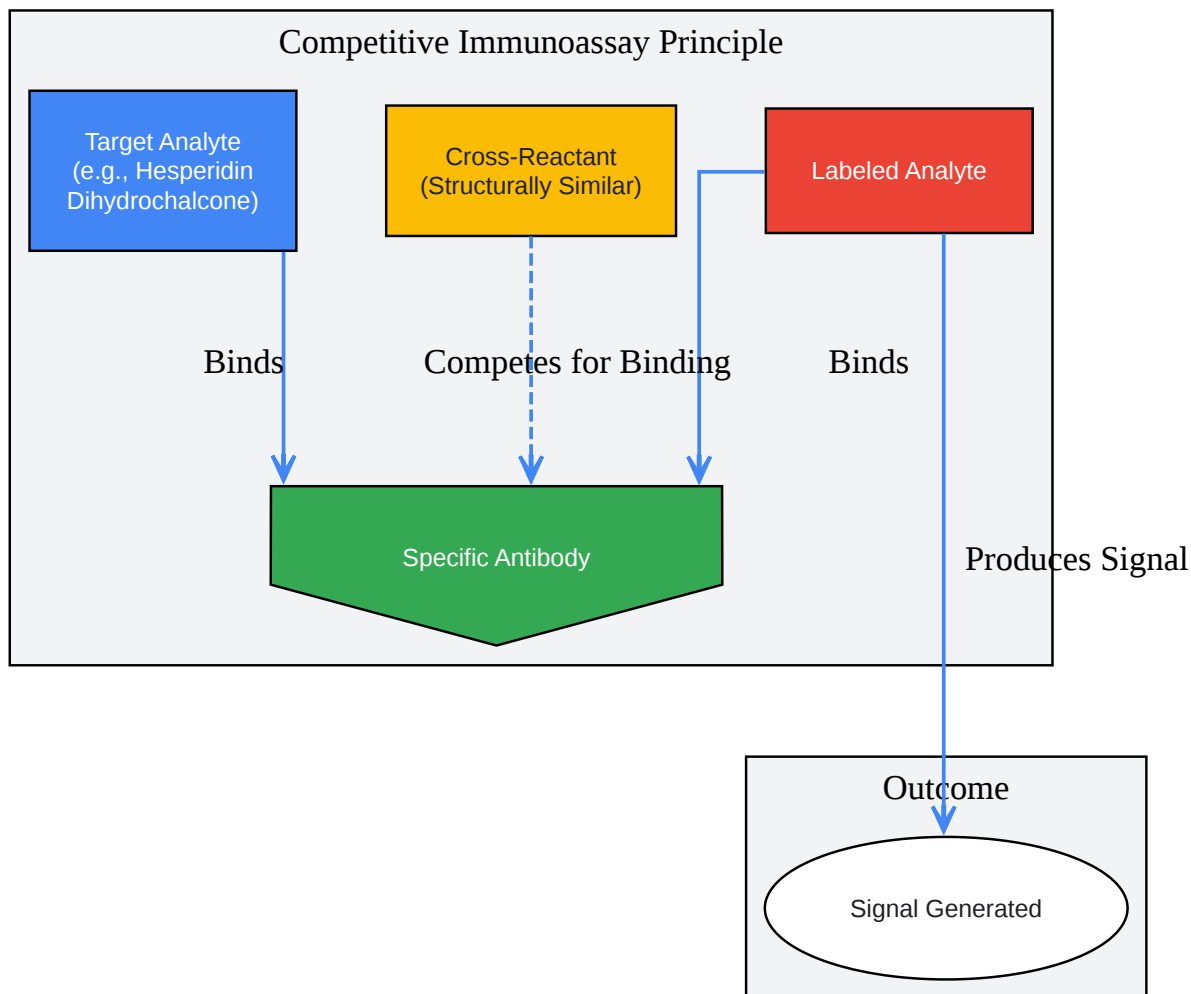 Competitive Immunoassay Principle
Target Analyte
(e.g., Hesperidin
Dihydrochalcone)
Cross-Reactant
(Structurally Similar)
Labeled Analyte
Binds
Competes for Binding
Binds
Specific Antibody
Produces Signal
Outcome
Signal Generated